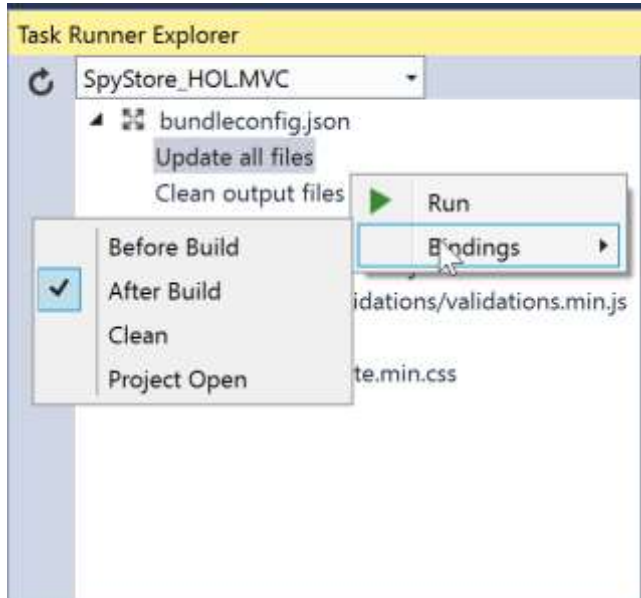 Task Runner Explorer
SpyStore_HOL.MVC
bundleconfig.json
Update all files
Clean output files
Run
Bindings
Before Build
After Build
Clean
Project Open
idations/validations.min.js
te.min.css